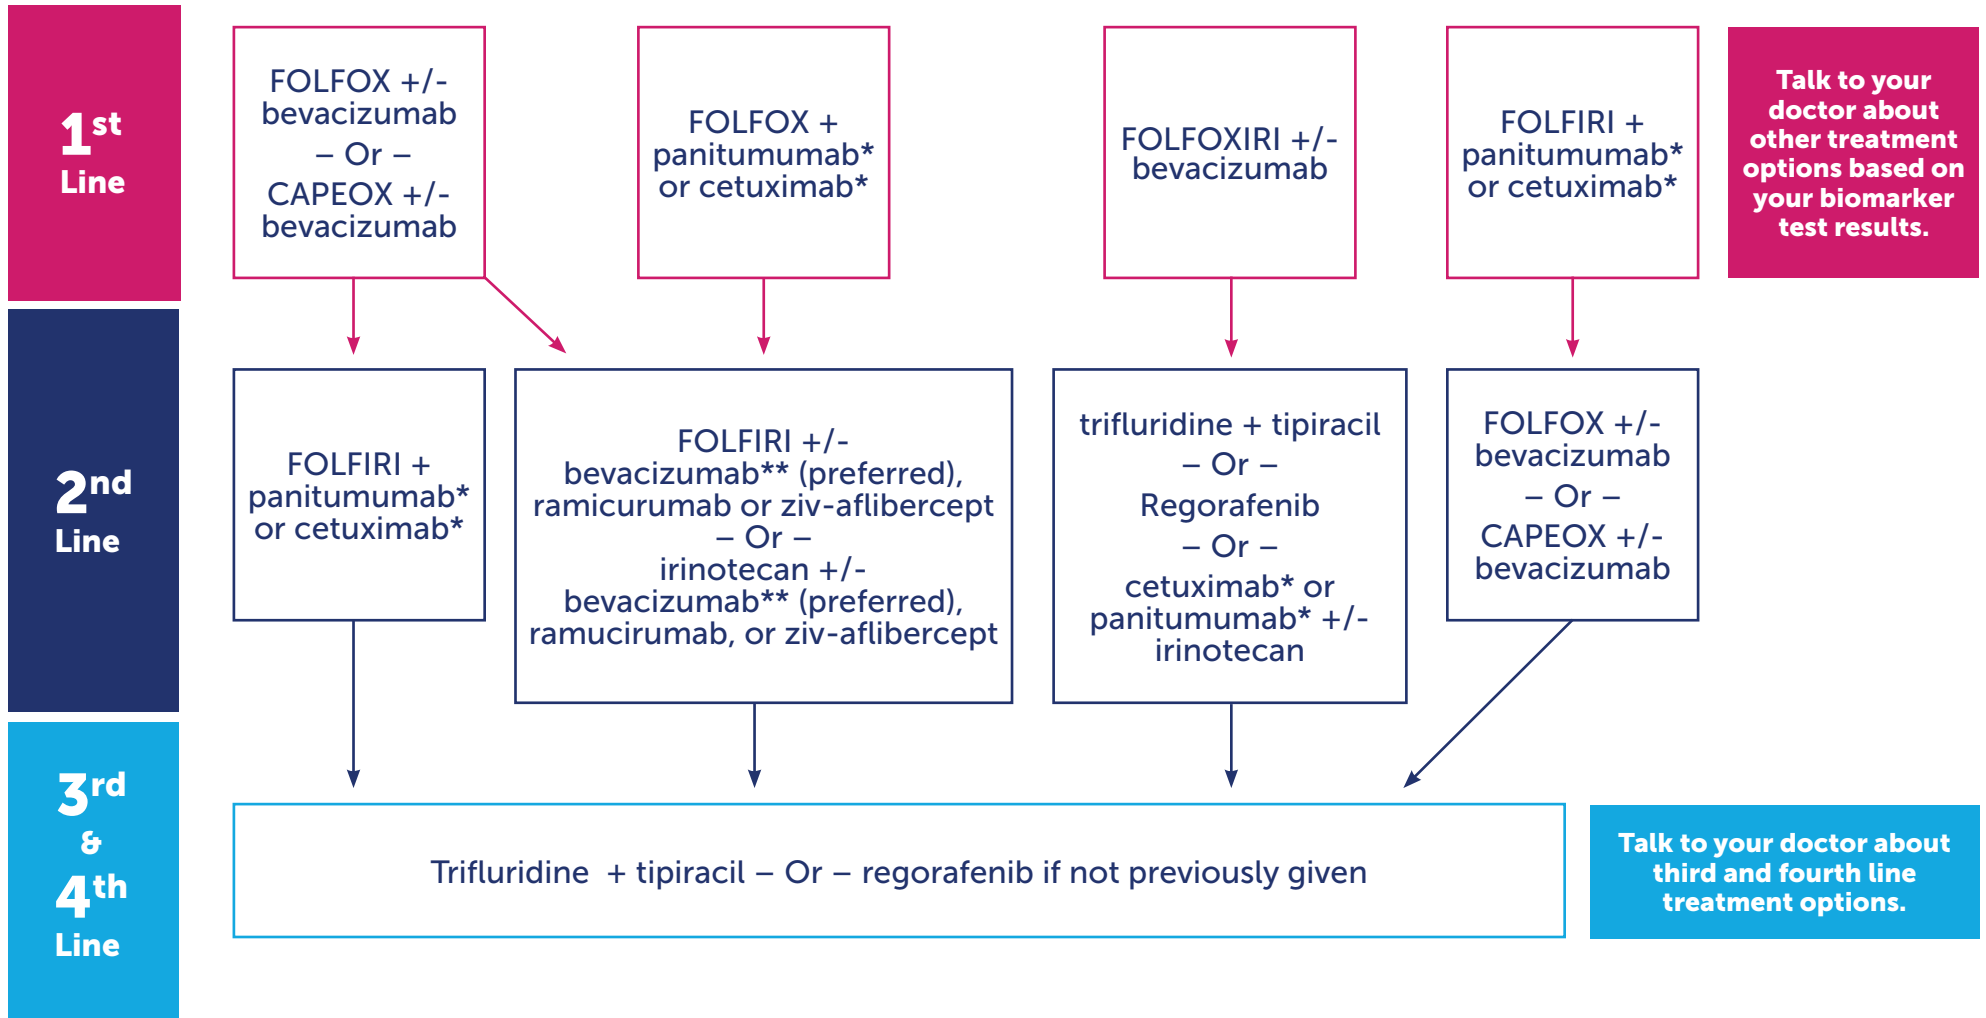 1st
Line
FOLFOX +/-
bevacizumab
– Or –
CAPEOX +/-
bevacizumab
FOLFOX +
panitumumab*
or cetuximab*
FOLFOXIRI +/-
bevacizumab
FOLFIRI +
panitumumab*
or cetuximab*
Talk to your
doctor about
other treatment
options based on
your biomarker
test results.
2nd
Line
FOLFIRI +
panitumumab*
or cetuximab*
FOLFIRI +/-
bevacizumab** (preferred),
ramicurumab or ziv-aflibercept
– Or –
irinotecan +/-
bevacizumab** (preferred),
ramucirumab, or ziv-aflibercept
trifluridine + tipiracil
– Or –
Regorafenib
– Or –
cetuximab* or
panitumumab* +/-
irinotecan
FOLFOX +/-
bevacizumab
– Or –
CAPEOX +/-
bevacizumab
3rd
&
4th
Line
Trifluridine + tipiracil – Or – regorafenib if not previously given
Talk to your doctor about
third and fourth line
treatment options.